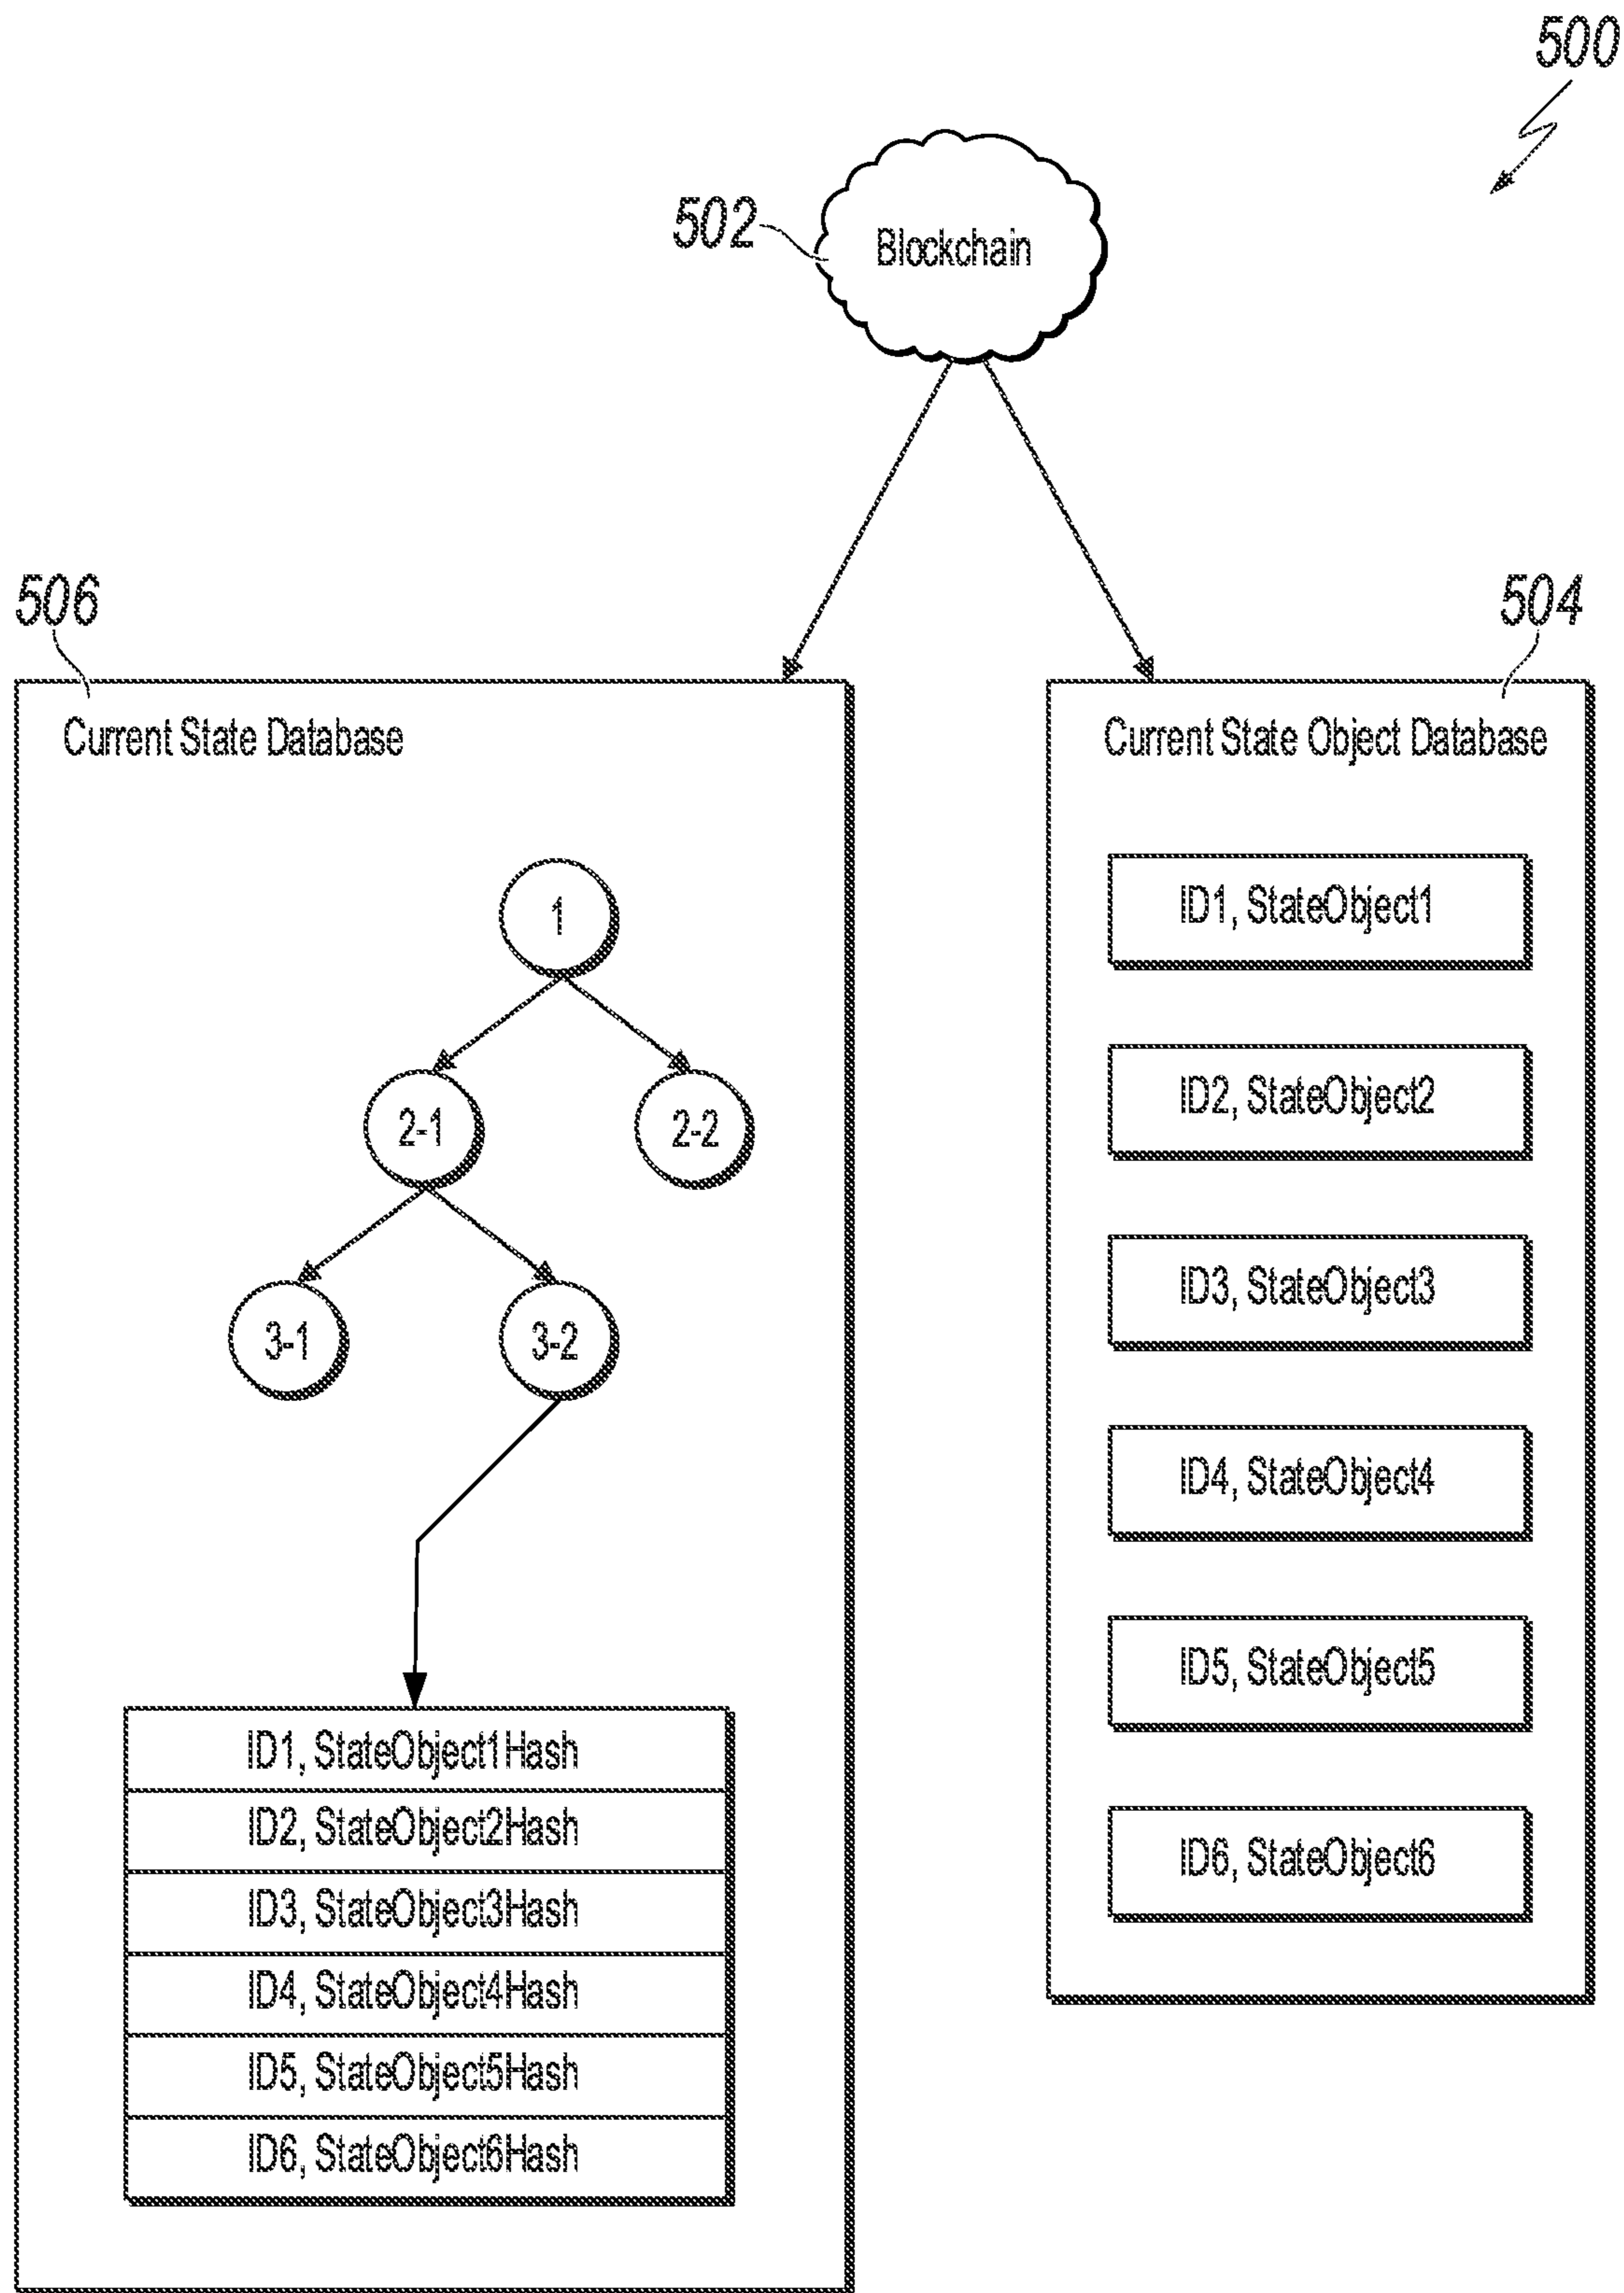 500
502
Blockchain
506
504
Current State Database
Current State Object Database
1
2-1
2-2
3-1
3-2
ID1, StateObject1Hash
ID2, StateObject2Hash
ID3, StateObject3Hash
ID4, StateObject4Hash
ID5, StateObject5Hash
ID6, StateObject6Hash
ID1, StateObject1
ID2, StateObject2
ID3, StateObject3
ID4, StateObject4
ID5, StateObject5
ID6, StateObject6